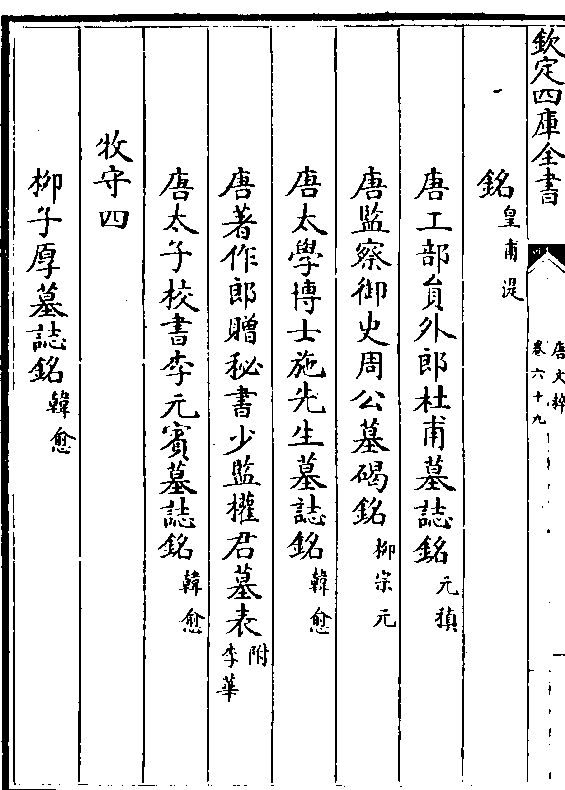 欽定四庫全書
唐文粹
卷六十九
銘皇甫湜
唐工部員外郎杜甫墓誌銘元稹
唐監察御史周公墓碣銘柳宗元
唐太學博士施先生墓誌銘韓愈
唐著作郎贈秘書少監權君墓表附李華
唐太子校書李元賓墓誌銘韓愈
牧守四
柳子厚墓誌銘韓愈